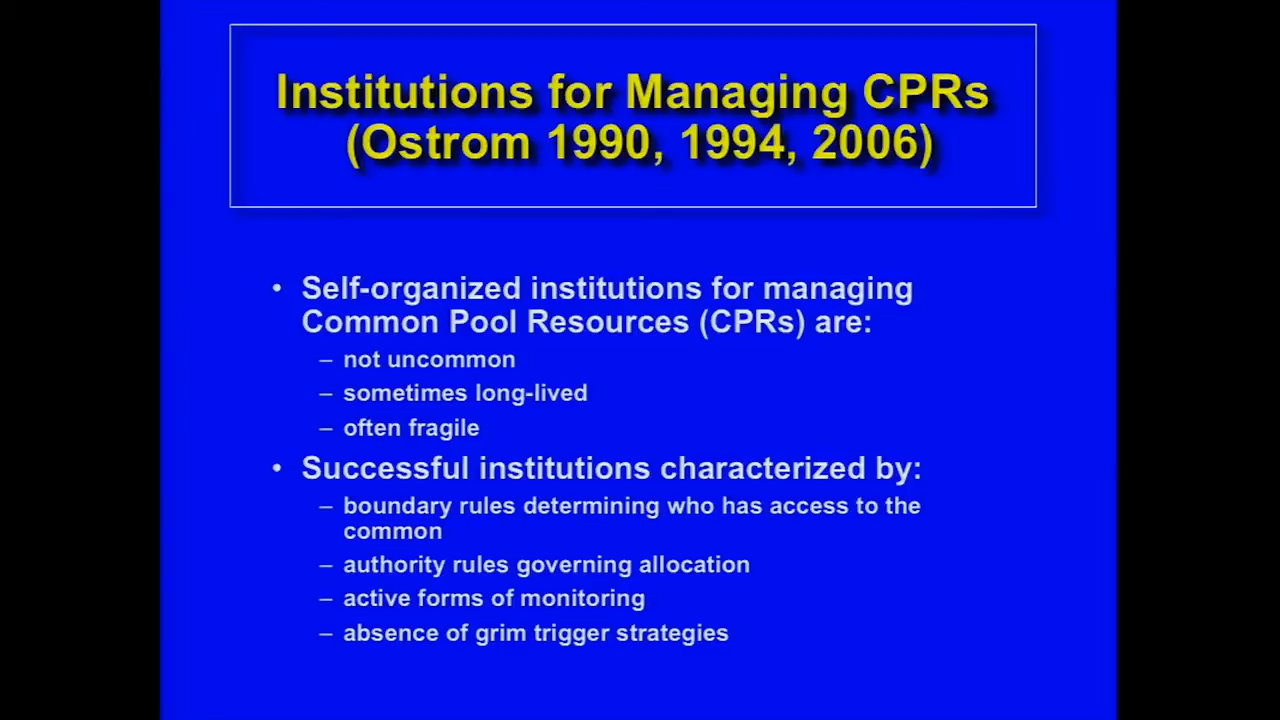 Institutions for Managing CPRs
(Ostrom 1990, 1994, 2006)
• Self-organized institutions for managing
Common Pool Resources (CPRs) are:
– not uncommon
– sometimes long-lived
– often fragile
• Successful institutions characterized by:
– boundary rules determining who has access to the
common
– authority rules governing allocation
– active forms of monitoring
– absence of grim trigger strategies